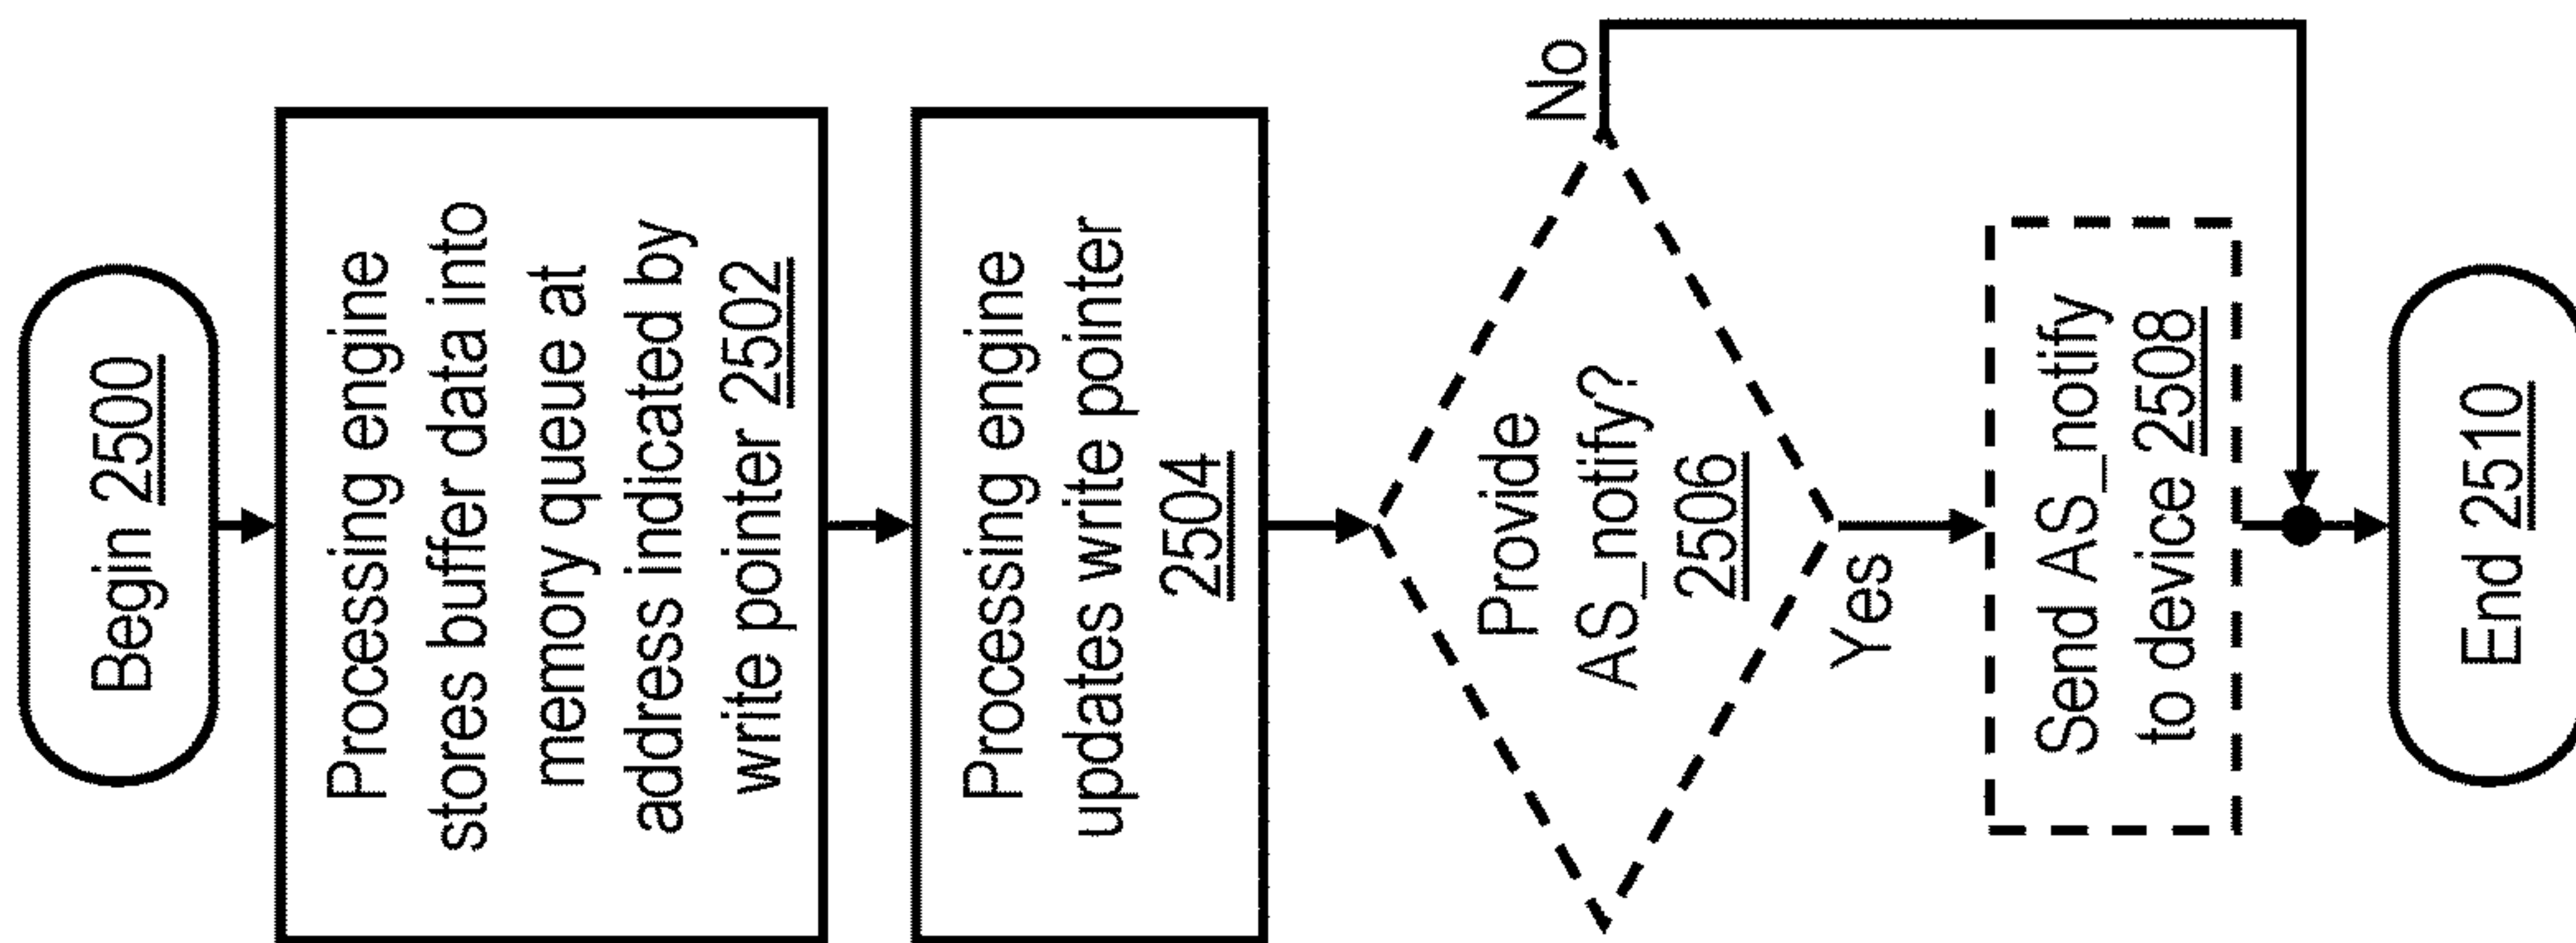 Begin 2500
Processing engine
stores buffer data into
memory queue at
address indicated by
write pointer 2502
Processing engine
updates write pointer
2504
Provide
AS_notify?
2506
No
Yes
Send AS_notify
to device 2508
End 2510